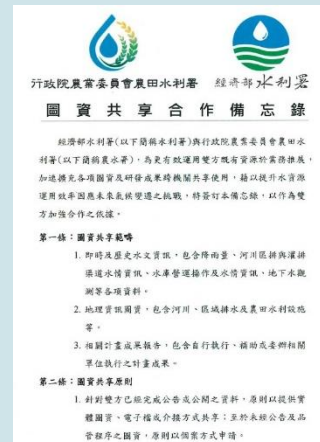 行政院農業委員會農田水利署 經濟部水利署
圖資共享合作備忘錄
經濟部水利署(以下簡稱水利署)與行政院農業委員會農田水
利署(以下簡稱農水署)，為更有效運用雙方既有資源於業務推展，
加速擴充各項圖資及研發成果跨機關共享使用，藉以提升水資源
運用效率因應未來氣候變遷之挑戰，特簽訂本備忘錄，以作為雙
方加強合作之依據。
第一條：圖資共享範疇
1. 即時及歷史水文資訊，包含降雨量、河川區排與灌排
渠道水情資訊、水庫營運操作及水情資訊，地下水觀
測等各項資料。
2. 地理資訊圖資，包含河川、區域排水及農田水利設施
等。
3. 相關計畫成果報告，包含自行執行、補助或委辦相關
單位執行之計畫成果。
第二條：圖資共享原則
1. 針對雙方已經完成公告或公開之資料，原則以提供實
體圖資、電子檔或介接方式共享；至於未經公告及品
管程序之圖資，原則以個案方式申請。